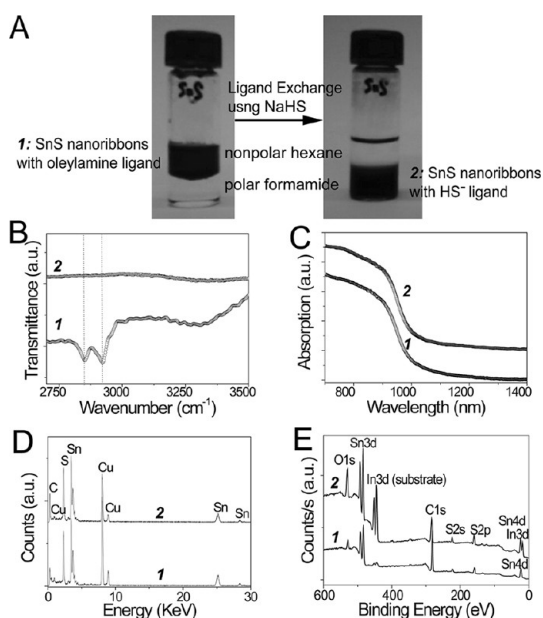 A
Ligand Exchange
usng NaHS
1: SnS nanoribbons
with oleylamine ligand
nonpolar hexane
polar formamide
2: SnS nanoribbons
with HS⁻ ligand
SnS
SnS
B
Transmittance (a.u.)
2
1
2750 3000 3250 3500
Wavenumber (cm⁻¹)
C
Absorption (a.u.)
2
1
800 1000 1200 1400
Wavelength (nm)
D
Counts (a.u.)
C
Cu
S
Sn
Cu
Cu
Sn
Sn
2
1
0 10 20 30
Energy (KeV)
E
Counts/s (a.u.)
O1s
Sn3d
In3d (substrate)
C1s
S2s
S2p
Sn4d
In3d
Sn4d
2
1
600 400 200 0
Binding Energy (eV)